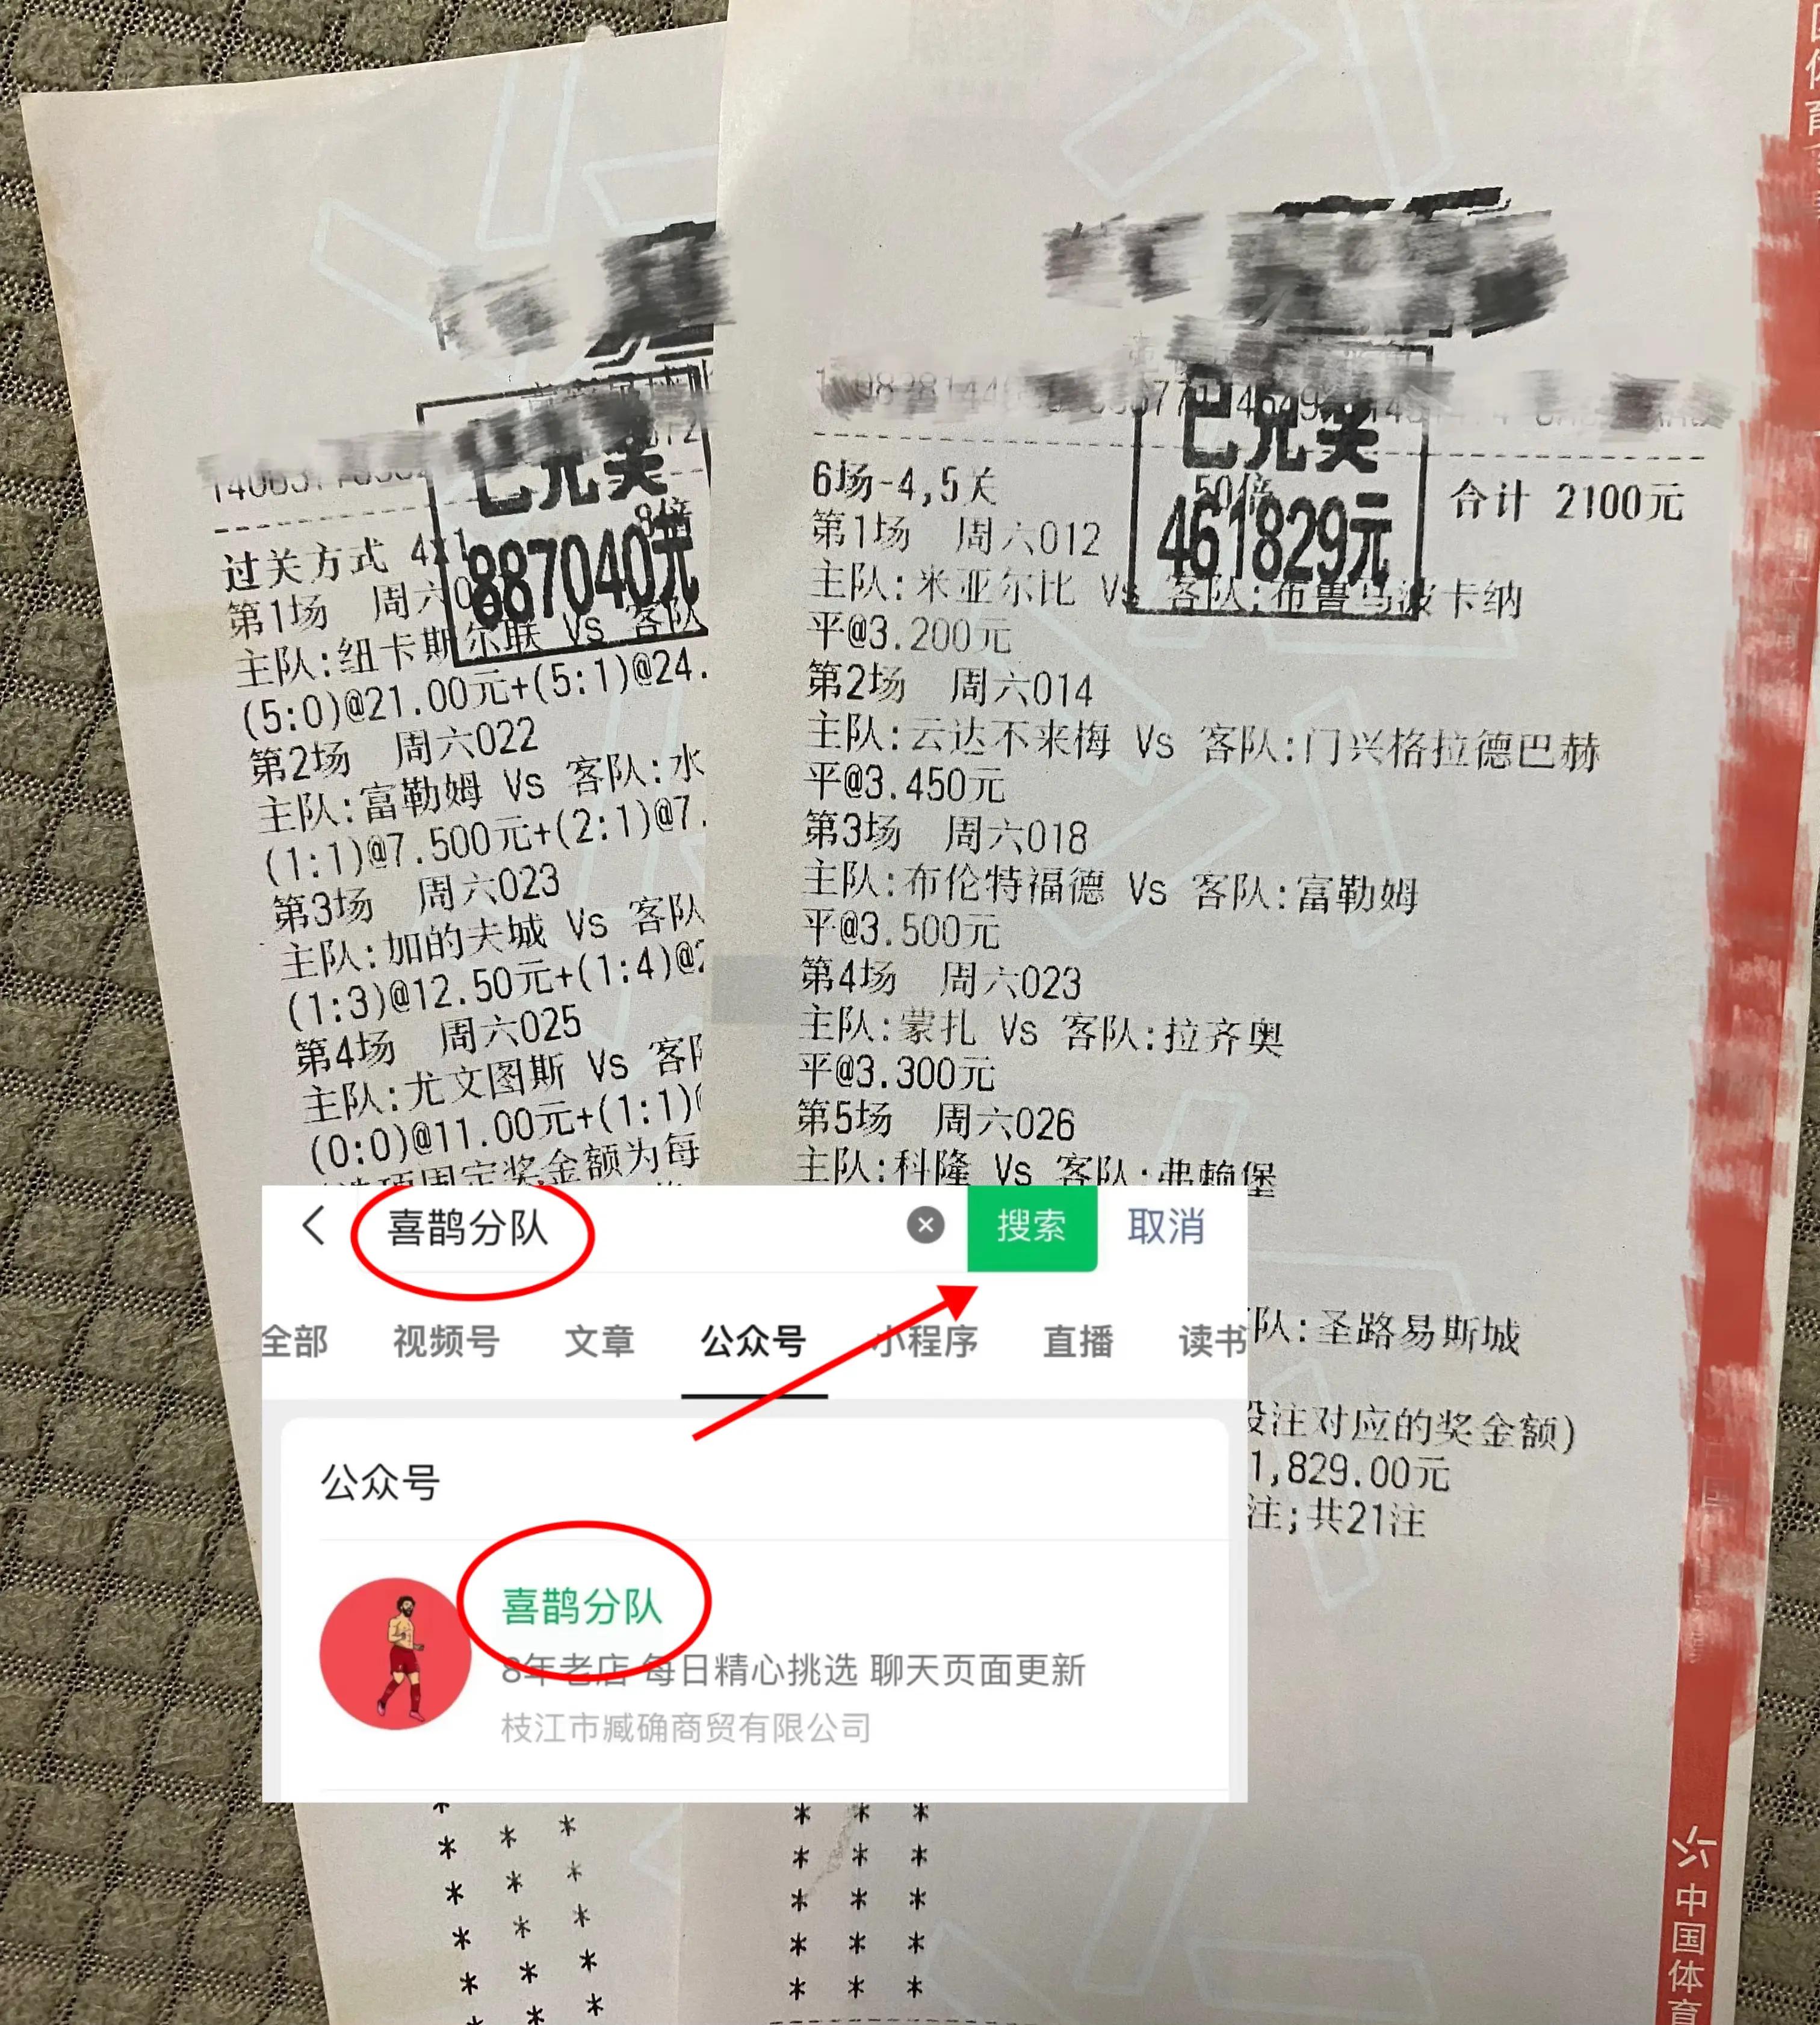 已兑奖
887040元
8倍
过关方式 4x1
第1场 周六0
主队:纽卡斯尔联 Vs 客队
(5:0)@21.00元+(5:1)@24.
第2场 周六022
主队:富勒姆 Vs 客队:水
(1:1)@7.500元+(2:1)@7.
第3场 周六023
主队:加的夫城 Vs 客队
(1:3)@12.50元+(1:4)@
第4场 周六025
主队:尤文图斯 Vs 客
(0:0)@11.00元+(1:1)
选项固定奖金额为每
已兑奖
461829元
6场-4,5关 50倍 合计 2100元
第1场 周六012
主队:米亚尔比 Vs 客队:布鲁马波卡纳
平@3.200元
第2场 周六014
主队:云达不来梅 Vs 客队:门兴格拉德巴赫
平@3.450元
第3场 周六018
主队:布伦特福德 Vs 客队:富勒姆
平@3.500元
第4场 周六023
主队:蒙扎 Vs 客队:拉齐奥
平@3.300元
第5场 周六026
主队:科隆 Vs 客队:弗赖堡
队:圣路易斯城
投注对应的奖金额)
1,829.00元
注;共21注
喜鹊分队
搜索
取消
全部 视频号 文章 公众号 小程序 直播 读书
公众号
喜鹊分队
8年老店 每日精心挑选 聊天页面更新
枝江市臧确商贸有限公司
中国体育